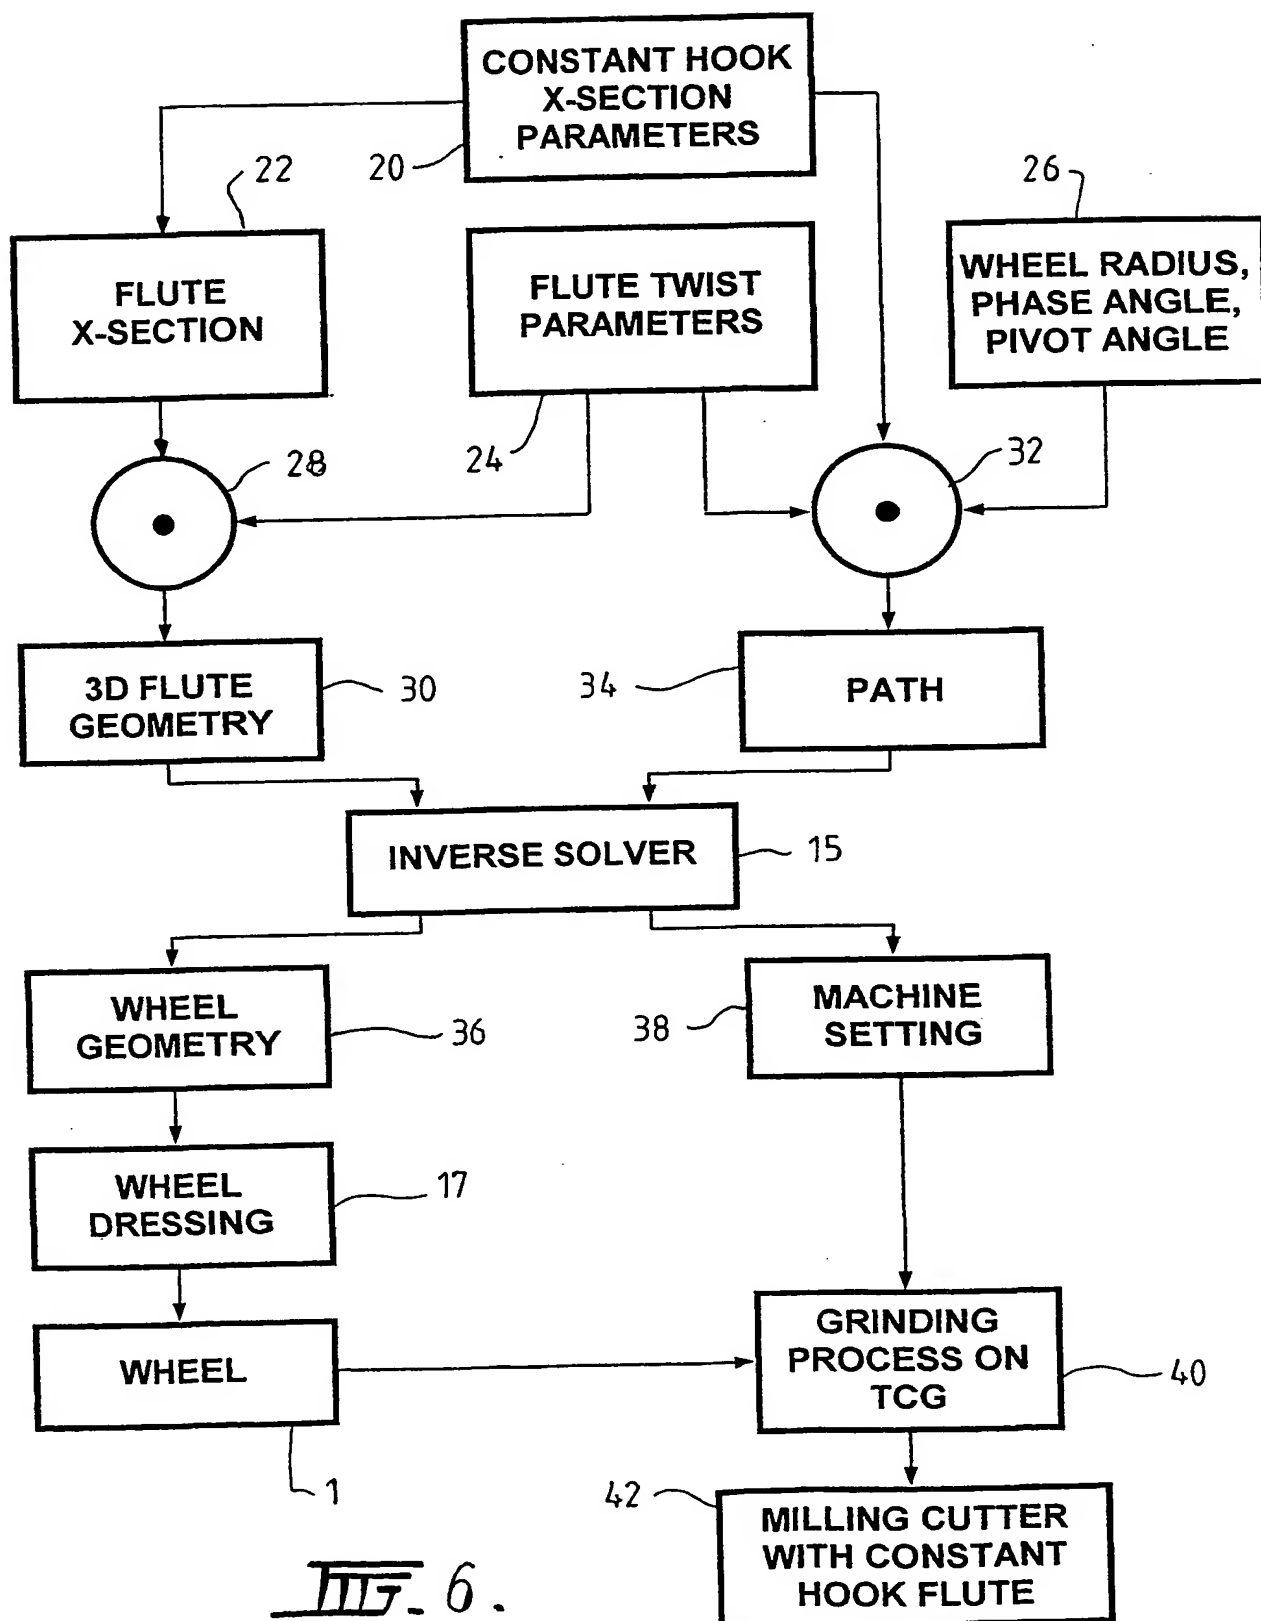 CONSTANT HOOK
X-SECTION
PARAMETERS
20
22
26
FLUTE
X-SECTION
FLUTE TWIST
PARAMETERS
WHEEL RADIUS,
PHASE ANGLE,
PIVOT ANGLE
28
24
32
3D FLUTE
GEOMETRY
30
34
PATH
INVERSE SOLVER
15
WHEEL
GEOMETRY
36
38
MACHINE
SETTING
WHEEL
DRESSING
17
WHEEL
1
GRINDING
PROCESS ON
TCG
40
42
MILLING CUTTER
WITH CONSTANT
HOOK FLUTE
FIG. 6.